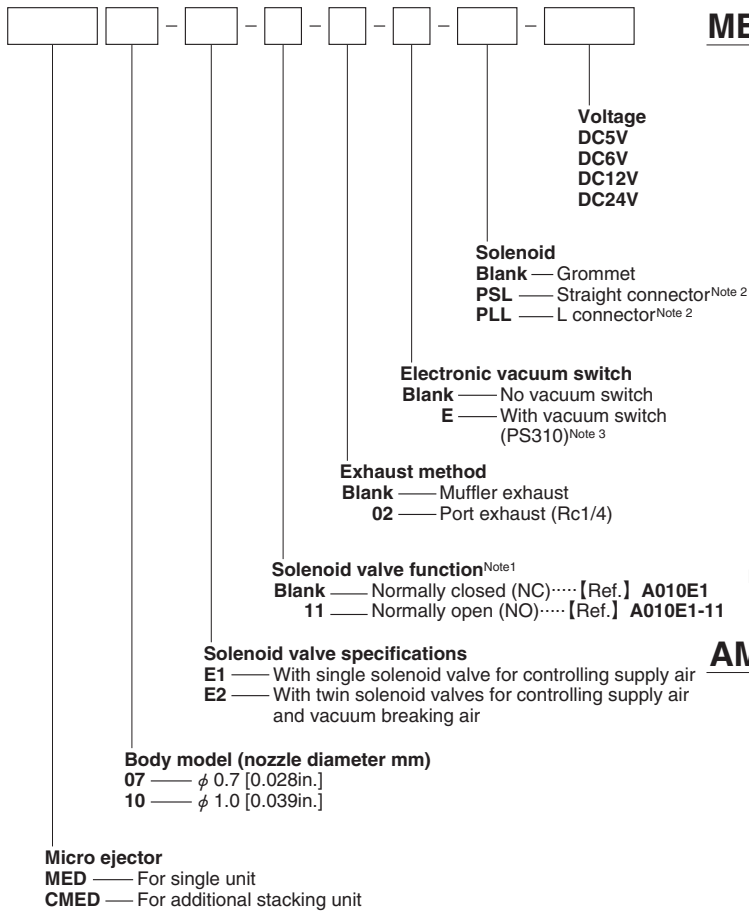 ME
Voltage
DC5V
DC6V
DC12V
DC24V
Solenoid
Blank — Grommet
PSL — Straight connector Note 2
PLL — L connector Note 2
Electronic vacuum switch
Blank — No vacuum switch
E — With vacuum switch
(PS310) Note 3
Exhaust method
Blank — Muffler exhaust
02 — Port exhaust (Rc1/4)
Solenoid valve function Note1
Blank — Normally closed (NC)·····【Ref.】 A010E1
11 — Normally open (NO)·····【Ref.】 A010E1-11
AM
Solenoid valve specifications
E1 — With single solenoid valve for controlling supply air
E2 — With twin solenoid valves for controlling supply air
and vacuum breaking air
Body model (nozzle diameter mm)
07 — φ 0.7 [0.028in.]
10 — φ 1.0 [0.039in.]
Micro ejector
MED — For single unit
CMED — For additional stacking unit